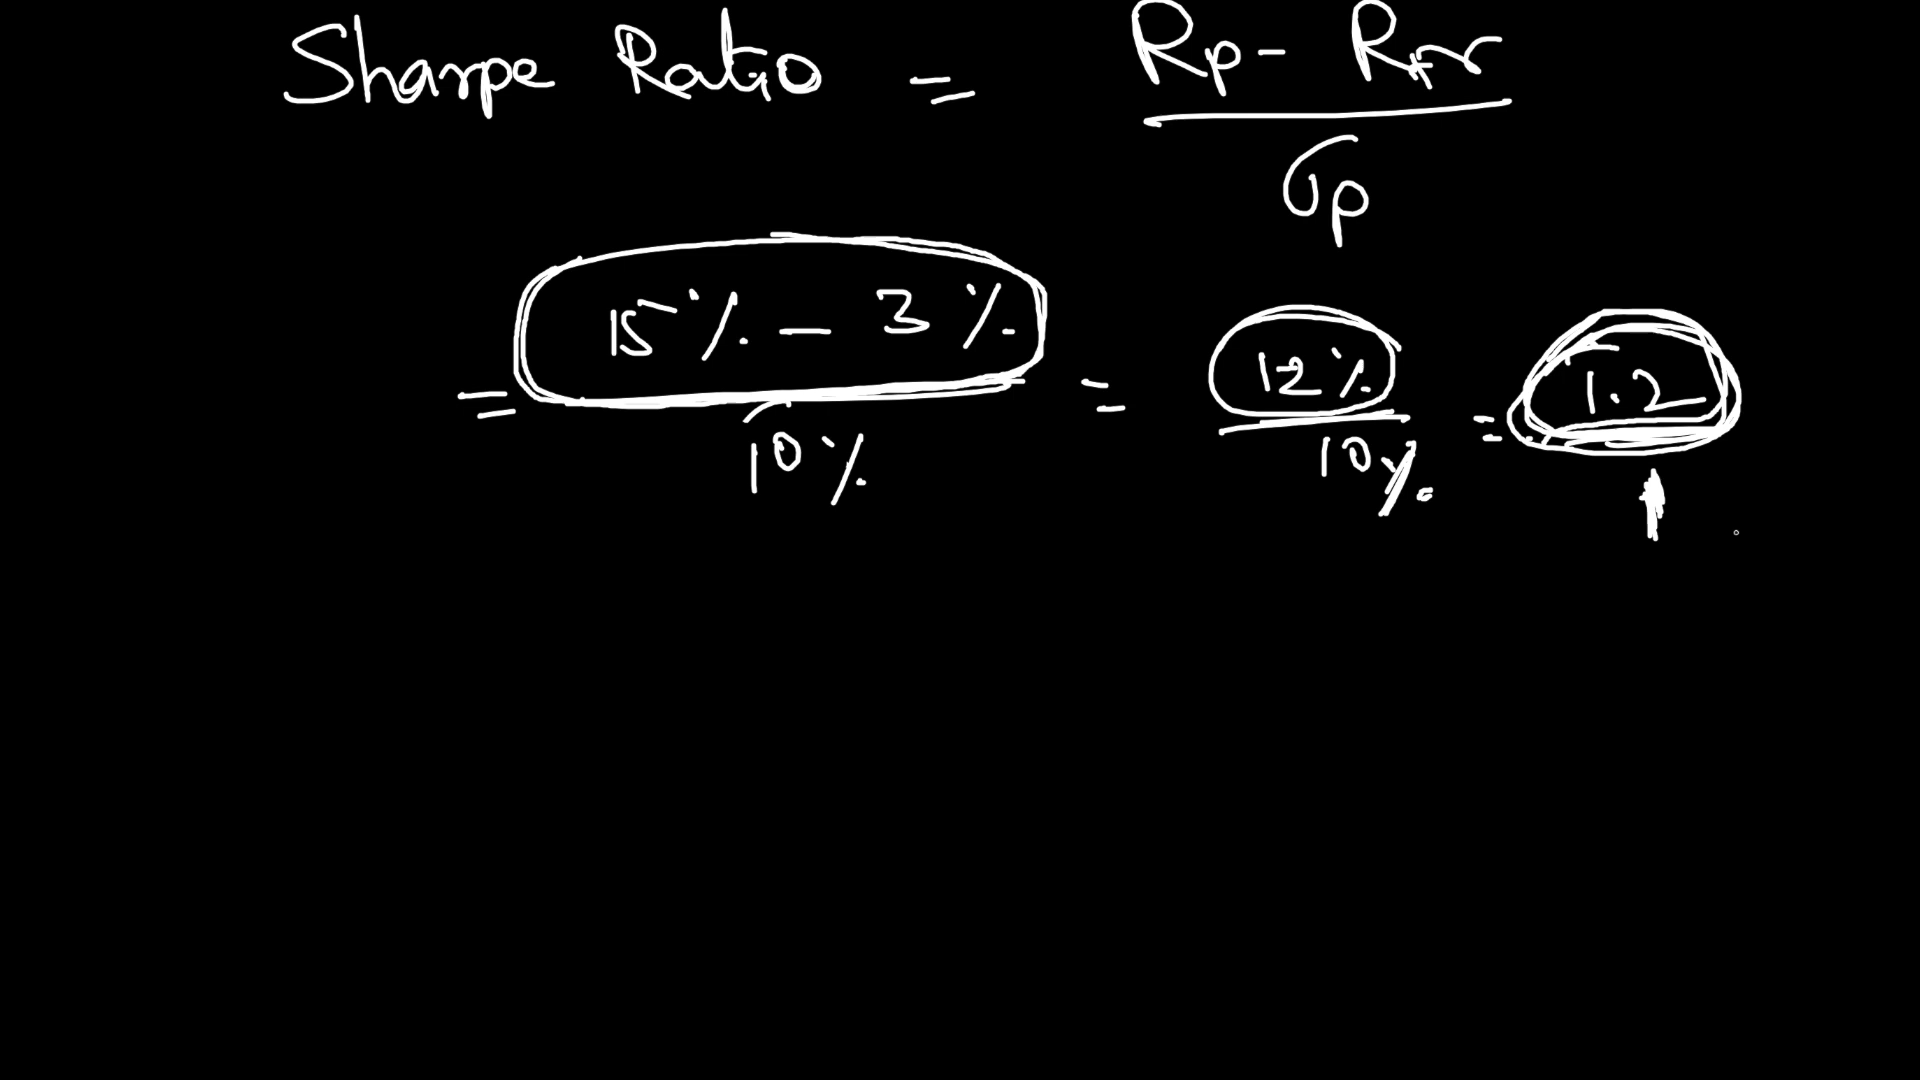 Sharpe Ratio = Rp - Rfr
σp
= 15% - 3% = 12% = 1.2
10% 10%